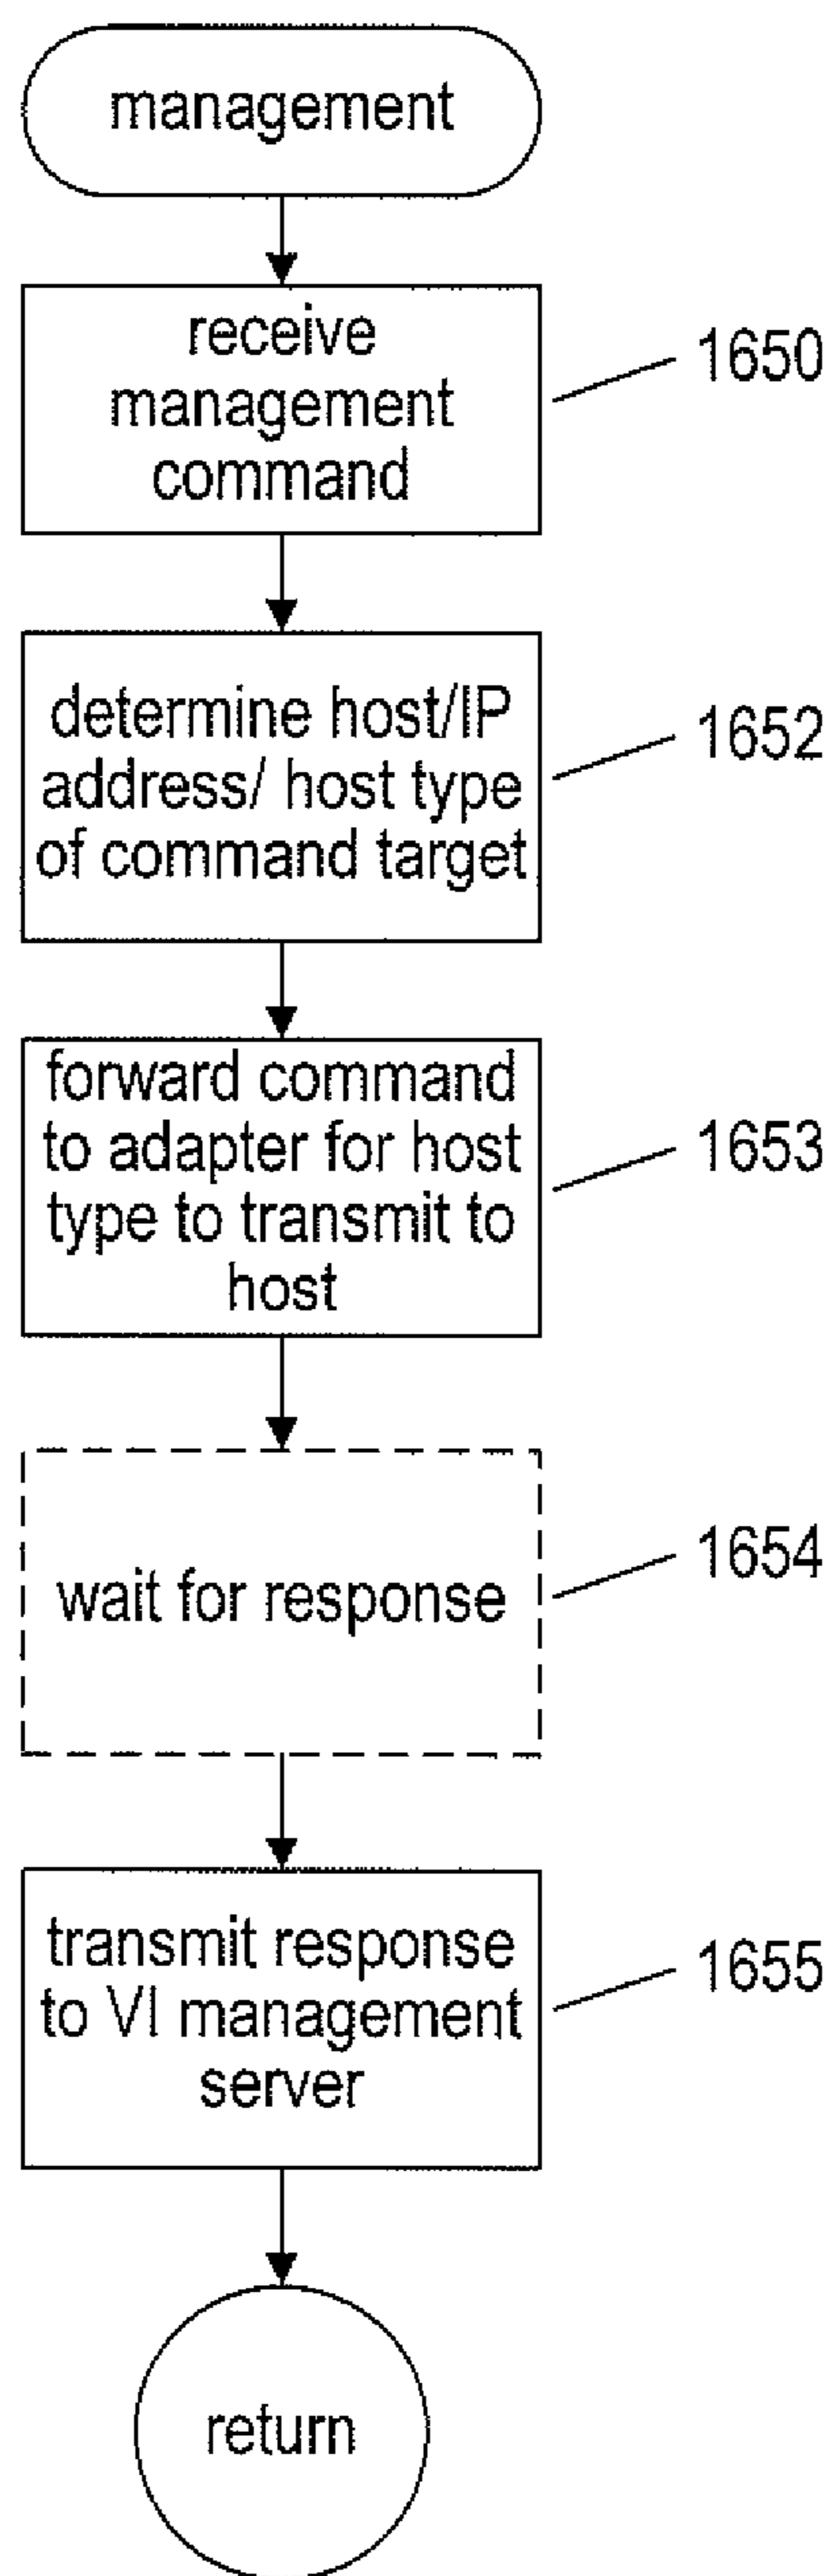 management
receive
management
command
1650
determine host/IP
address/ host type
of command target
1652
forward command
to adapter for host
type to transmit to
host
1653
wait for response
1654
transmit response
to VI management
server
1655
return